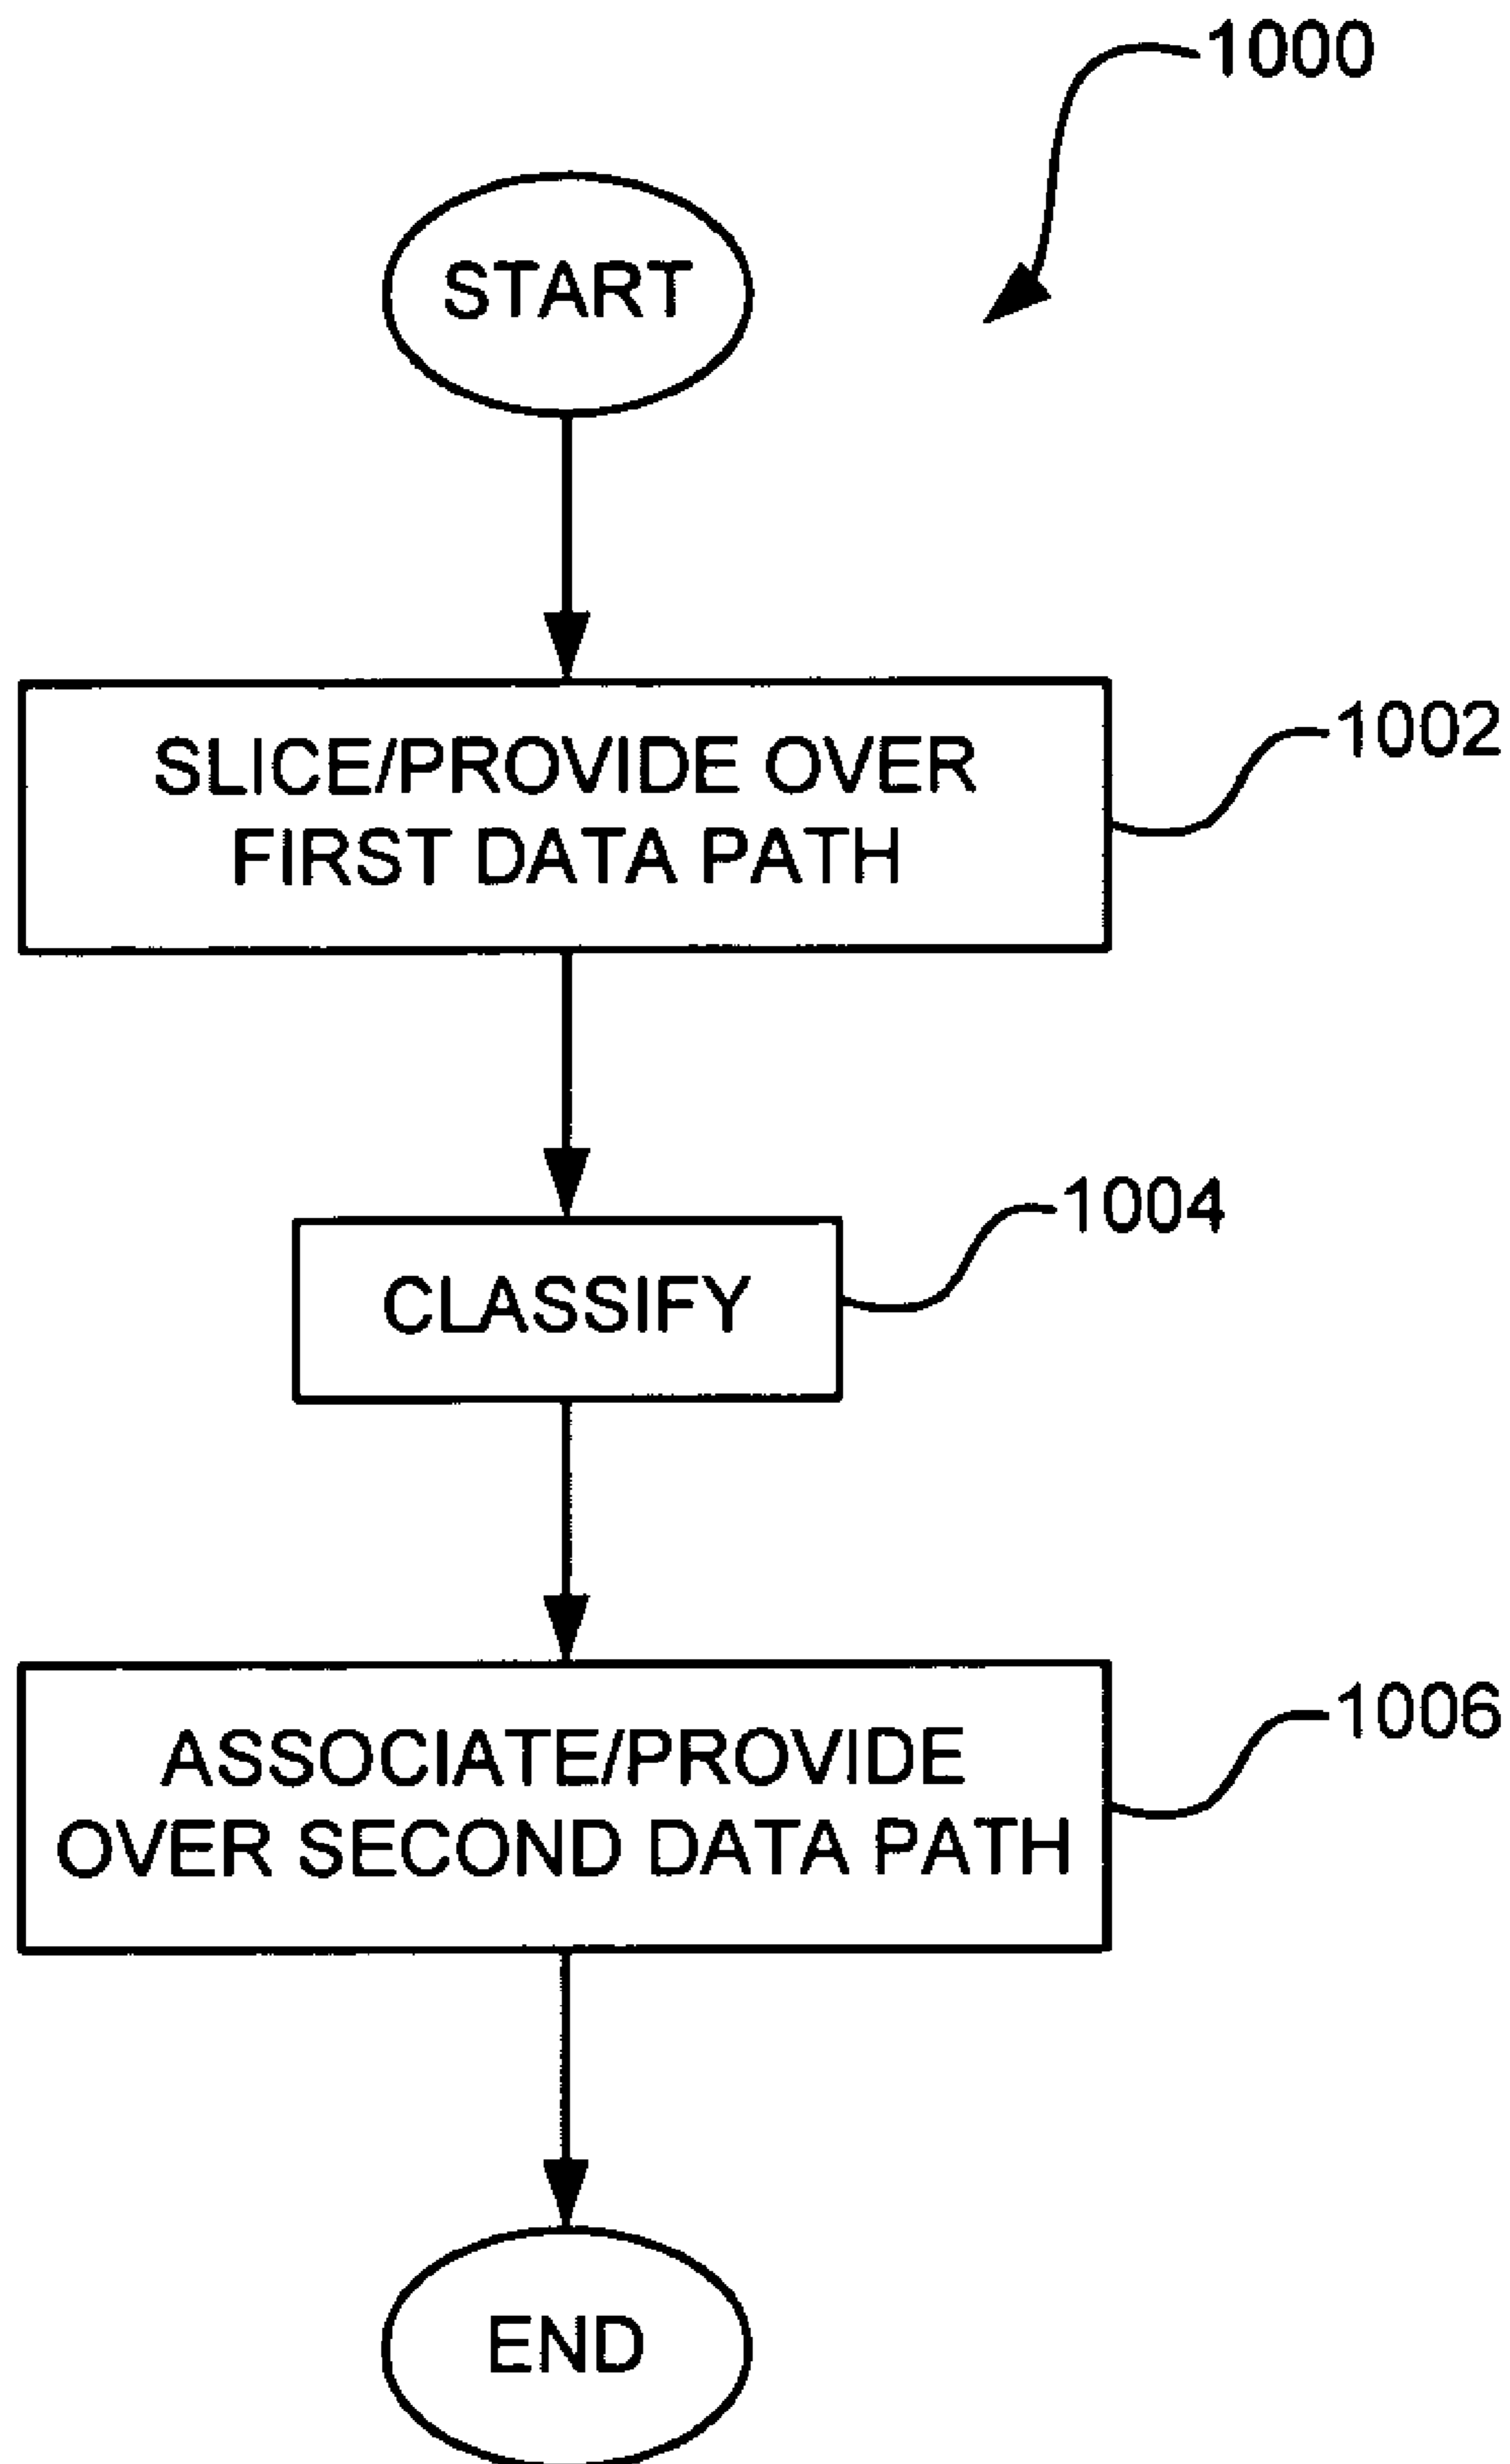 1000
START
SLICE/PROVIDE OVER
FIRST DATA PATH
1002
CLASSIFY
1004
ASSOCIATE/PROVIDE
OVER SECOND DATA PATH
1006
END